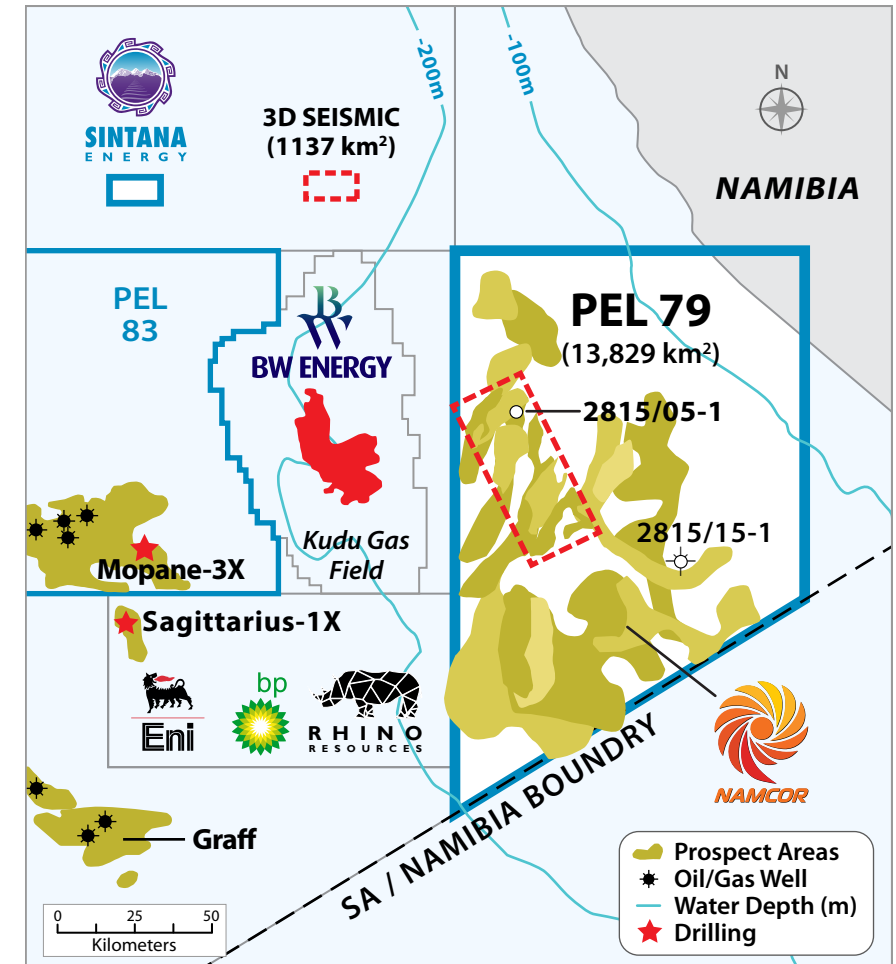 SINTANA
ENERGY
3D SEISMIC
(1137 km²)
-200m
-100m
N
NAMIBIA
PEL
83
B
W
BW ENERGY
PEL 79
(13,829 km²)
2815/05-1
2815/15-1
Kudu Gas
Field
Mopane-3X
Sagittarius-1X
Eni
bp
RHINO
RESOURCES
NAMCOR
SA / NAMIBIA BOUNDRY
Graff
Prospect Areas
Oil/Gas Well
Water Depth (m)
Drilling
0 25 50
Kilometers